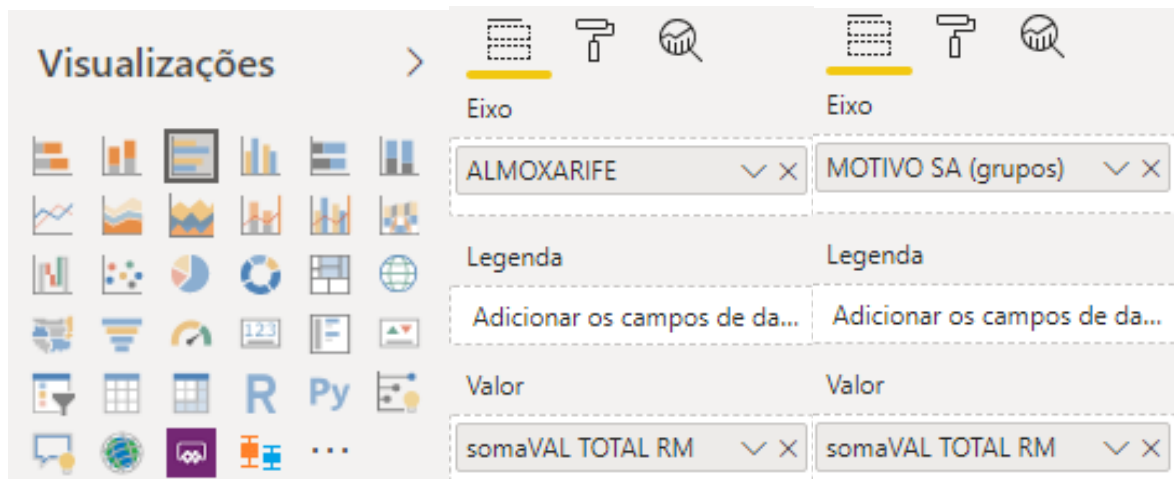 Visualizações
123
R
Py
Eixo
ALMOXARIFE
Legenda
Adicionar os campos de da...
Valor
somaVAL TOTAL RM
Eixo
MOTIVO SA (grupos)
Legenda
Adicionar os campos de da...
Valor
somaVAL TOTAL RM